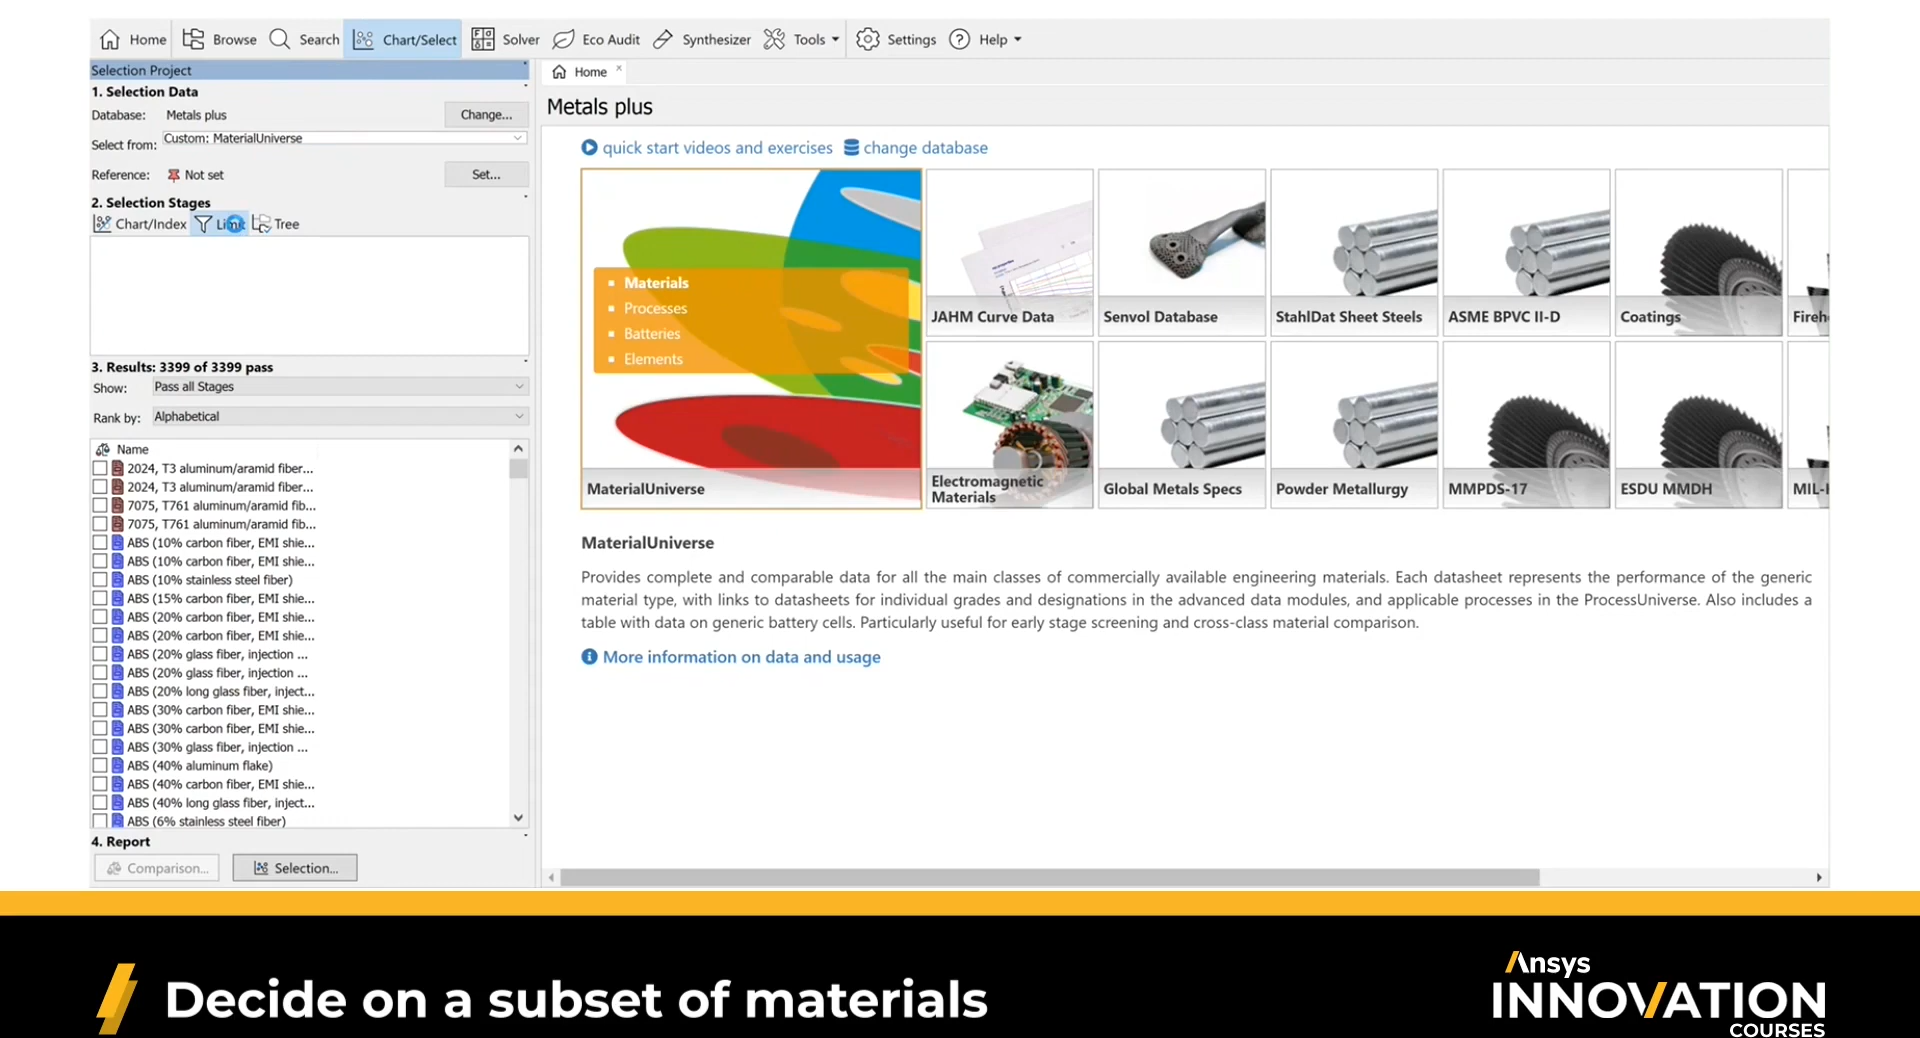 Home Browse Search Chart/Select Solver Eco Audit Synthesizer Tools Settings Help
Selection Project
1. Selection Data
Database: Metals plus Change...
Select from: Custom: MaterialUniverse
Reference: Not set Set...
2. Selection Stages
Chart/Index Limit Tree
3. Results: 3399 of 3399 pass
Show: Pass all Stages
Rank by: Alphabetical
Name
2024, T3 aluminum/aramid fiber...
2024, T3 aluminum/aramid fiber...
7075, T761 aluminum/aramid fib...
7075, T761 aluminum/aramid fib...
ABS (10% carbon fiber, EMI shie...
ABS (10% carbon fiber, EMI shie...
ABS (10% stainless steel fiber)
ABS (15% carbon fiber, EMI shie...
ABS (20% carbon fiber, EMI shie...
ABS (20% carbon fiber, EMI shie...
ABS (20% glass fiber, injection ...
ABS (20% glass fiber, injection ...
ABS (20% long glass fiber, inject...
ABS (30% carbon fiber, EMI shie...
ABS (30% carbon fiber, EMI shie...
ABS (30% glass fiber, injection ...
ABS (40% aluminum flake)
ABS (40% carbon fiber, EMI shie...
ABS (40% long glass fiber, inject...
ABS (6% stainless steel fiber)
4. Report
Comparison... Selection...
Home
Metals plus
quick start videos and exercises change database
Materials
Processes
Batteries
Elements
MaterialUniverse
JAHM Curve Data
Senvol Database
StahlDat Sheet Steels
ASME BPVC II-D
Coatings
Fireh
Electromagnetic
Materials
Global Metals Specs
Powder Metallurgy
MMPDS-17
ESDU MMDH
MIL-
MaterialUniverse
Provides complete and comparable data for all the main classes of commercially available engineering materials. Each datasheet represents the performance of the generic
material type, with links to datasheets for individual grades and designations in the advanced data modules, and applicable processes in the ProcessUniverse. Also includes a
table with data on generic battery cells. Particularly useful for early stage screening and cross-class material comparison.
More information on data and usage
Decide on a subset of materials
Ansys
INNOVATION
COURSES